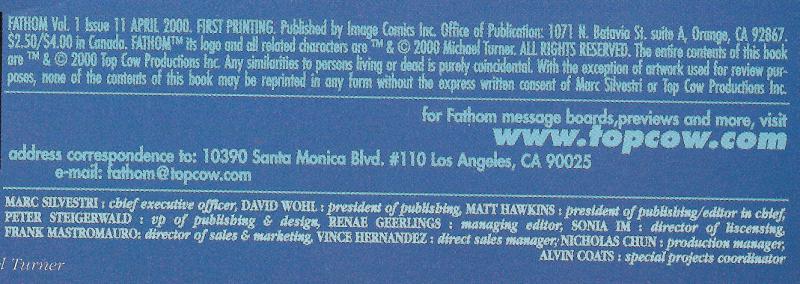 FATHOM Vol. 1 Issue 11 APRIL 2000. FIRST PRINTING. Published by Image Comics Inc. Office of Publication: 1071 N. Batavia St. suite A, Orange, CA 92867.
$2.50/$4.00 in Canada. FATHOM™ its logo and all related characters are ™ & © 2000 Michael Turner. ALL RIGHTS RESERVED. The entire contents of this book
are ™ & © 2000 Top Cow Productions Inc. Any similarities to persons living or dead is purely coincidental. With the exception of artwork used for review pur-
poses, none of the contents of this book may be reprinted in any form without the express written consent of Marc Silvestri or Top Cow Productions Inc.
for Fathom message boards,previews and more, visit
www.topcow.com
address correspondence to: 10390 Santa Monica Blvd. #110 Los Angeles, CA 90025
e-mail: fathom@topcow.com
MARC SILVESTRI : chief executive officer, DAVID WOHL : president of publishing, MATT HAWKINS : president of publishing/editor in chief,
PETER STEIGERWALD : vp of publishing & design, RENAE GEERLINGS : managing editor, SONIA IM : director of liscensing,
FRANK MASTROMAURO: director of sales & marketing, VINCE HERNANDEZ : direct sales manager, NICHOLAS CHUN : production manager,
ALVIN COATS : special projects coordinator
l Turner